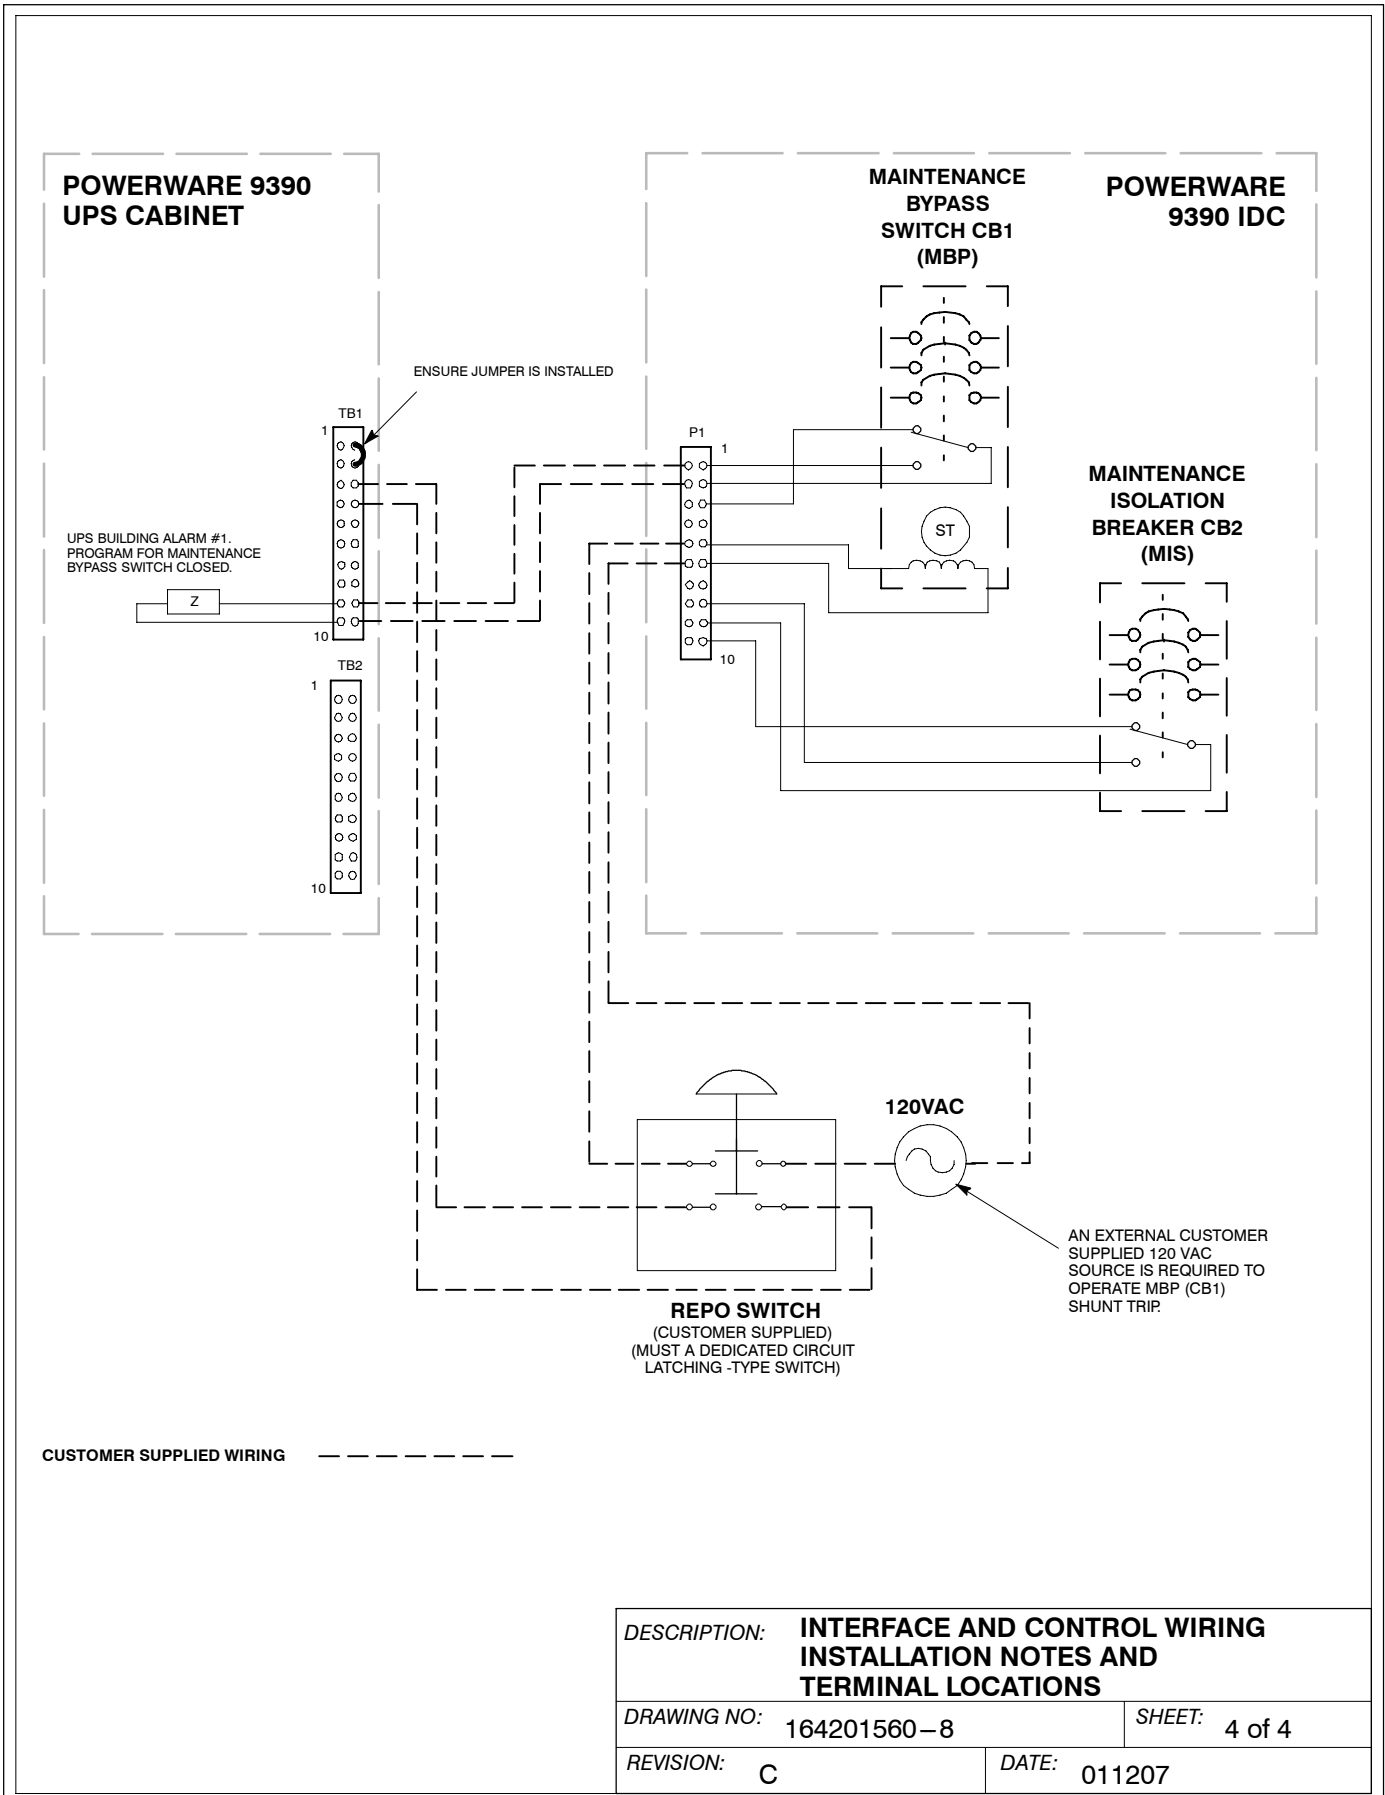 POWERWARE 9390
UPS CABINET
MAINTENANCE
BYPASS
SWITCH CB1
(MBP)
POWERWARE
9390 IDC
ENSURE JUMPER IS INSTALLED
TB1
1
P1
1
MAINTENANCE
ISOLATION
BREAKER CB2
(MIS)
ST
UPS BUILDING ALARM #1.
PROGRAM FOR MAINTENANCE
BYPASS SWITCH CLOSED.
Z
10
10
TB2
1
10
120VAC
AN EXTERNAL CUSTOMER
SUPPLIED 120 VAC
SOURCE IS REQUIRED TO
OPERATE MBP (CB1)
SHUNT TRIP.
REPO SWITCH
(CUSTOMER SUPPLIED)
(MUST A DEDICATED CIRCUIT
LATCHING -TYPE SWITCH)
CUSTOMER SUPPLIED WIRING
DESCRIPTION: INTERFACE AND CONTROL WIRING
INSTALLATION NOTES AND
TERMINAL LOCATIONS
DRAWING NO: 164201560−8
SHEET: 4 of 4
REVISION: C
DATE: 011207